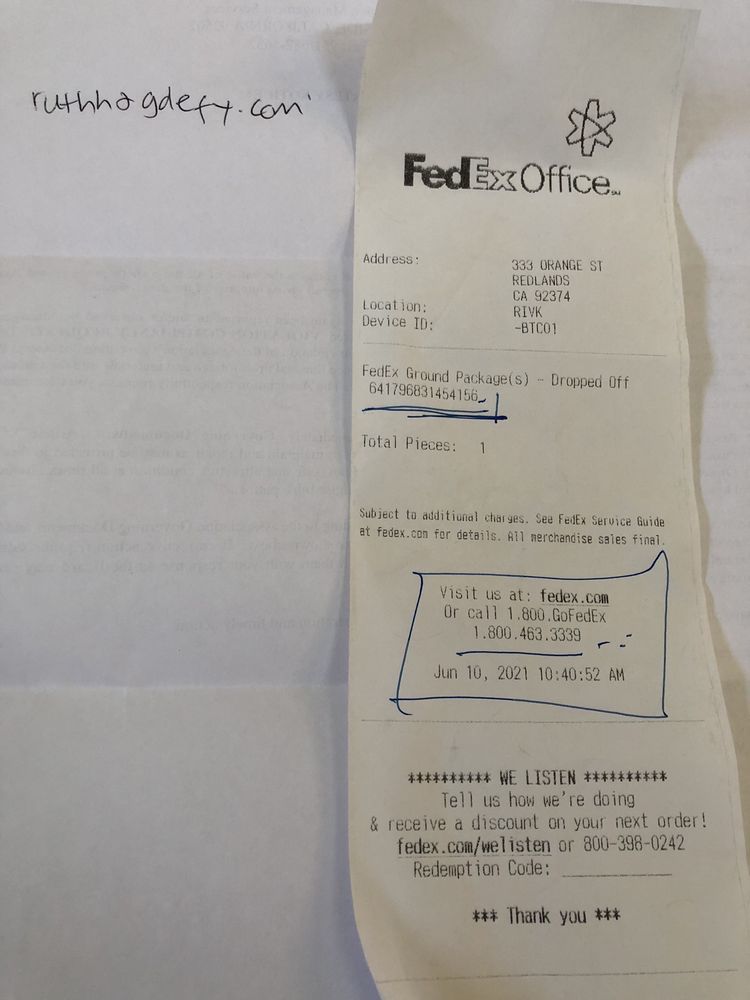 ruthh@gdefy.com
FedEx Office
Address: 333 ORANGE ST
REDLANDS
CA 92374
Location: RIVK
Device ID: -BTC01
FedEx Ground Package(s) - Dropped Off
641796831454156
Total Pieces: 1
Subject to additional charges. See FedEx Service Guide
at fedex.com for details. All merchandise sales final.
Visit us at: fedex.com
Or call 1.800.GoFedEx
1.800.463.3339
Jun 10, 2021 10:40:52 AM
********** WE LISTEN **********
Tell us how we're doing
& receive a discount on your next order!
fedex.com/welisten or 800-398-0242
Redemption Code: ____________
*** Thank you ***